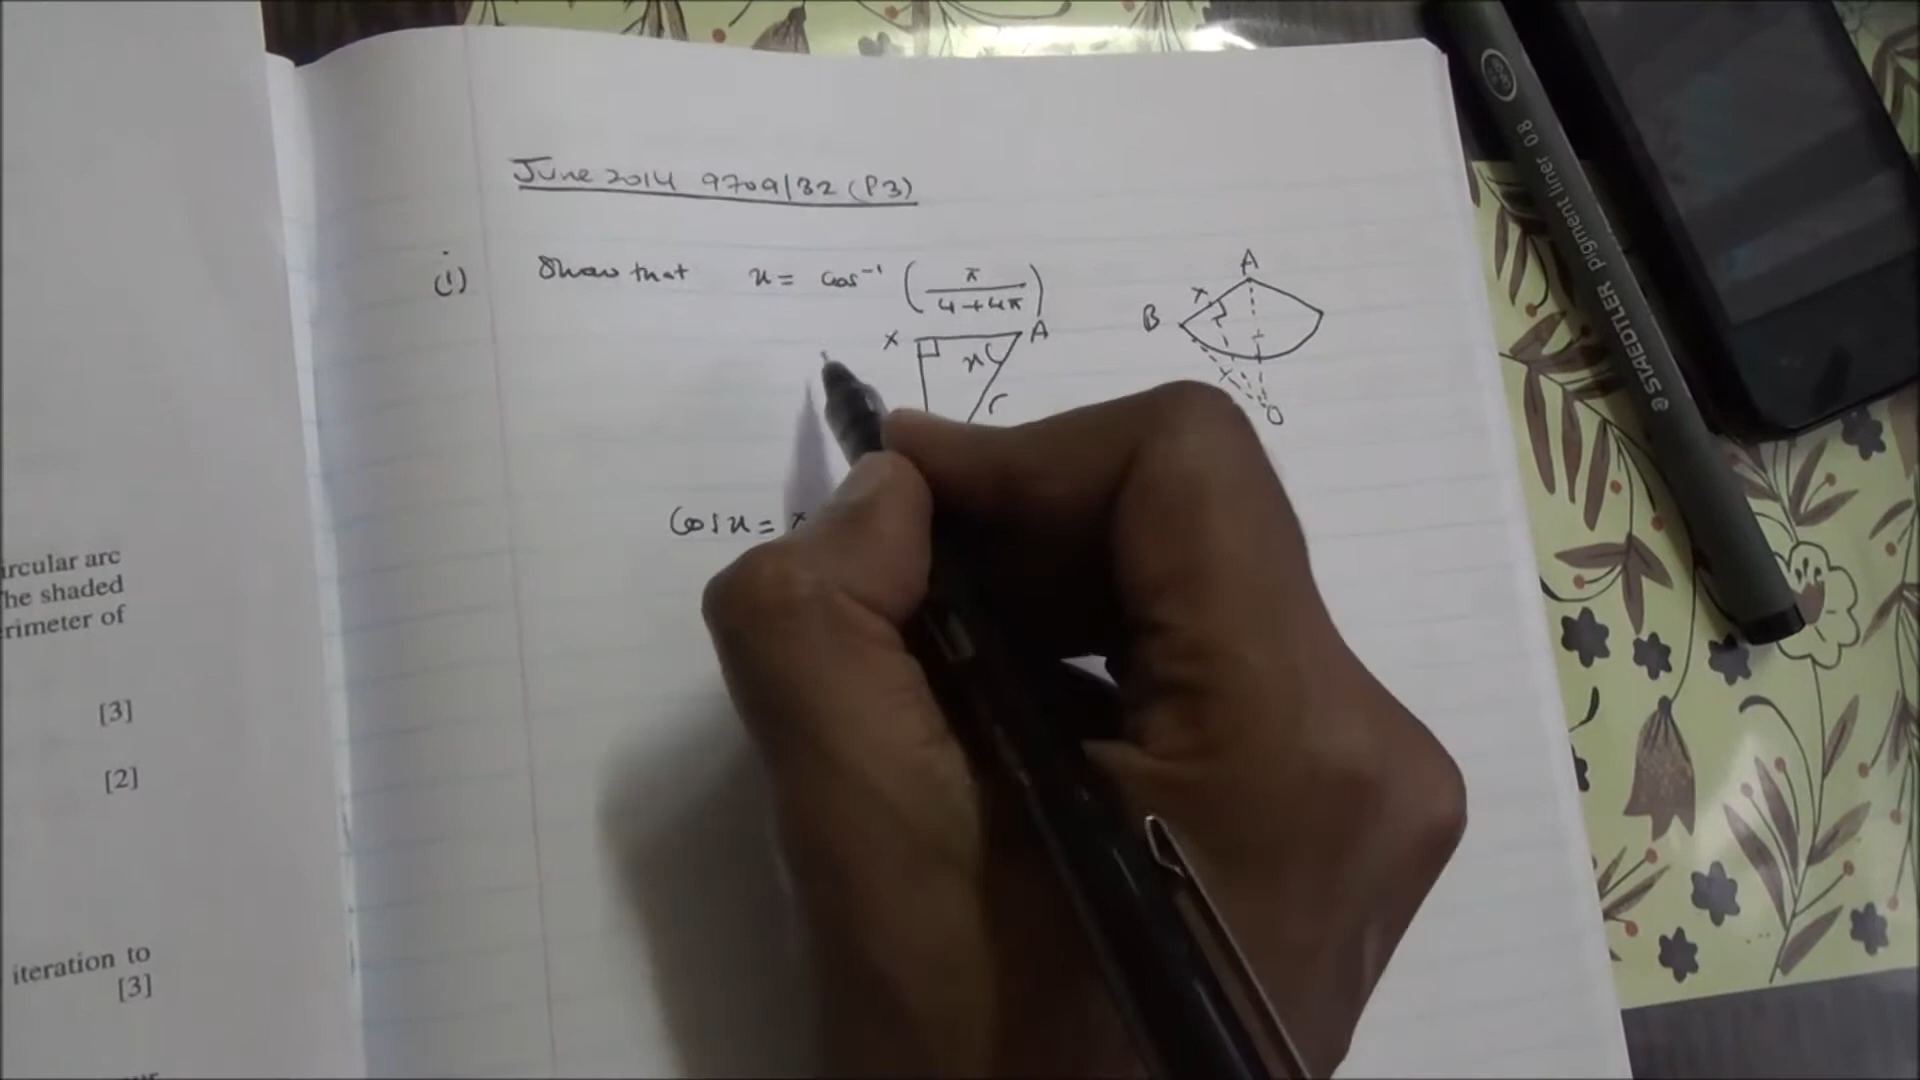 June 2014 9709/32 (P3)
(i) Show that x = cos⁻¹ (π / 4+4π)
A
x
B
O
x A
x
r
Cos x = x
ircular arc
he shaded
rimeter of
[3]
[2]
iteration to
[3]
STAEDTLER pigment liner 0.8